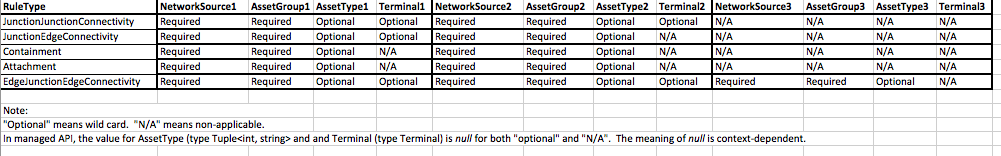 RuleType NetworkSource1 AssetGroup1 AssetType1 Terminal1 NetworkSource2 AssetGroup2 AssetType2 Terminal2 NetworkSource3 AssetGroup3 AssetType3 Terminal3
JunctionJunctionConnectivity Required Required Optional Optional Required Required Optional Optional N/A N/A N/A N/A
JunctionEdgeConnectivity Required Required Optional Optional Required Required Optional N/A N/A N/A N/A N/A
Containment Required Required Optional N/A Required Required Optional N/A N/A N/A N/A N/A
Attachment Required Required Optional N/A Required Required Optional N/A N/A N/A N/A N/A
EdgeJunctionEdgeConnectivity Required Required Optional Optional Required Required Optional Optional Required Required Optional N/A
Note:
"Optional" means wild card. "N/A" means non-applicable.
In managed API, the value for AssetType (type Tuple<int, string> and and Terminal (type Terminal) is null for both "optional" and "N/A". The meaning of null is context-dependent.